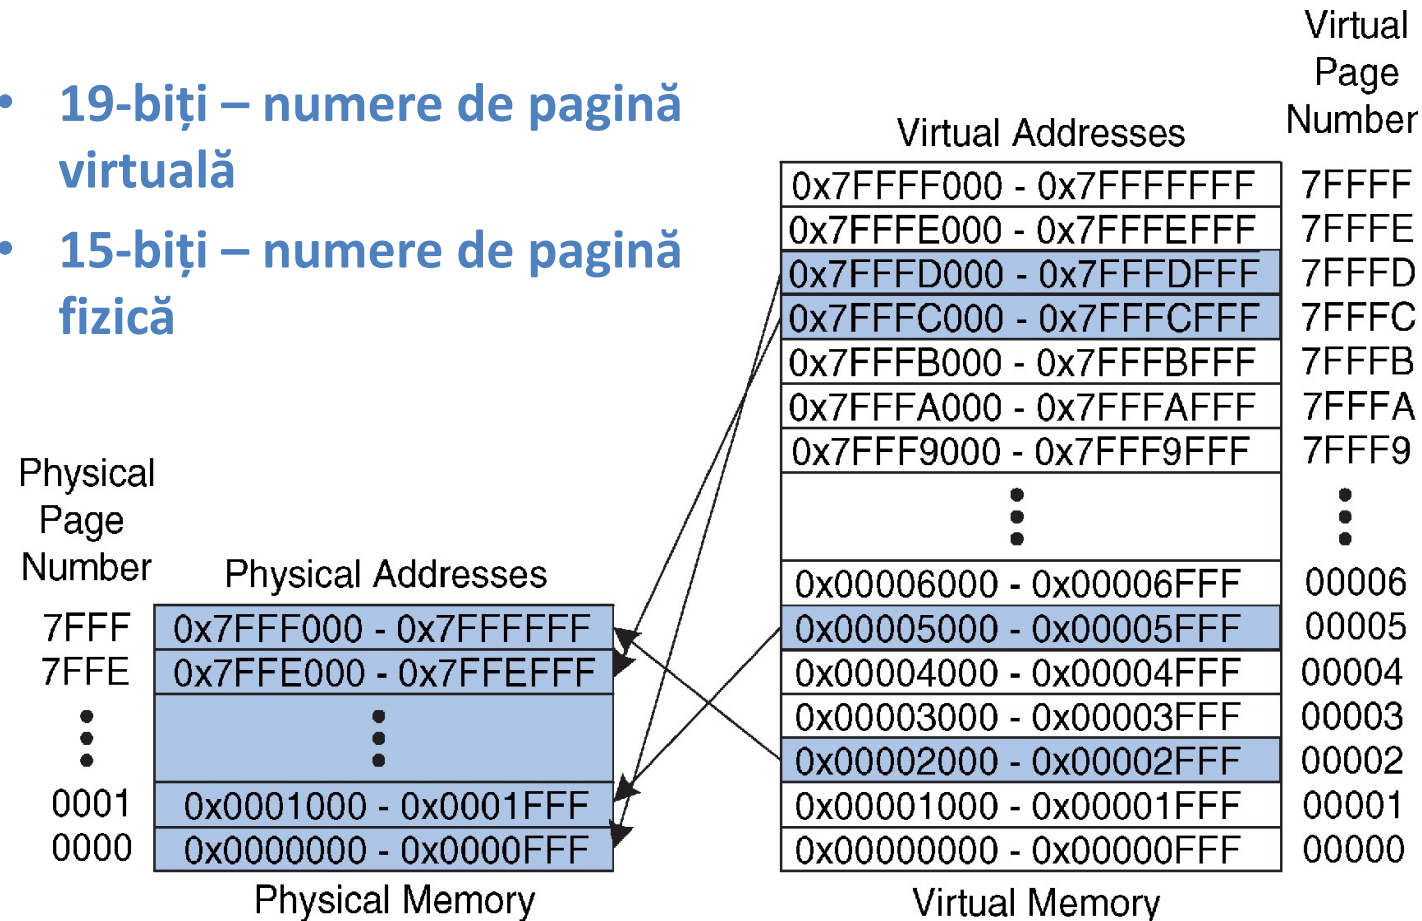 • 19-biți – numere de pagină
virtuală
• 15-biți – numere de pagină
fizică
Virtual
Page
Number
Virtual Addresses
0x7FFFF000 - 0x7FFFFFFF 7FFFF
0x7FFFE000 - 0x7FFFEFFF 7FFFE
0x7FFFD000 - 0x7FFFDFFF 7FFFD
0x7FFFC000 - 0x7FFFCFFF 7FFFC
0x7FFFB000 - 0x7FFFBFFF 7FFFB
0x7FFFA000 - 0x7FFFAFFF 7FFFA
0x7FFF9000 - 0x7FFF9FFF 7FFF9
0x00006000 - 0x00006FFF 00006
0x00005000 - 0x00005FFF 00005
0x00004000 - 0x00004FFF 00004
0x00003000 - 0x00003FFF 00003
0x00002000 - 0x00002FFF 00002
0x00001000 - 0x00001FFF 00001
0x00000000 - 0x00000FFF 00000
Virtual Memory
Physical
Page
Number
Physical Addresses
7FFF 0x7FFF000 - 0x7FFFFFF
7FFE 0x7FFE000 - 0x7FFEFFF
0001 0x0001000 - 0x0001FFF
0000 0x0000000 - 0x0000FFF
Physical Memory